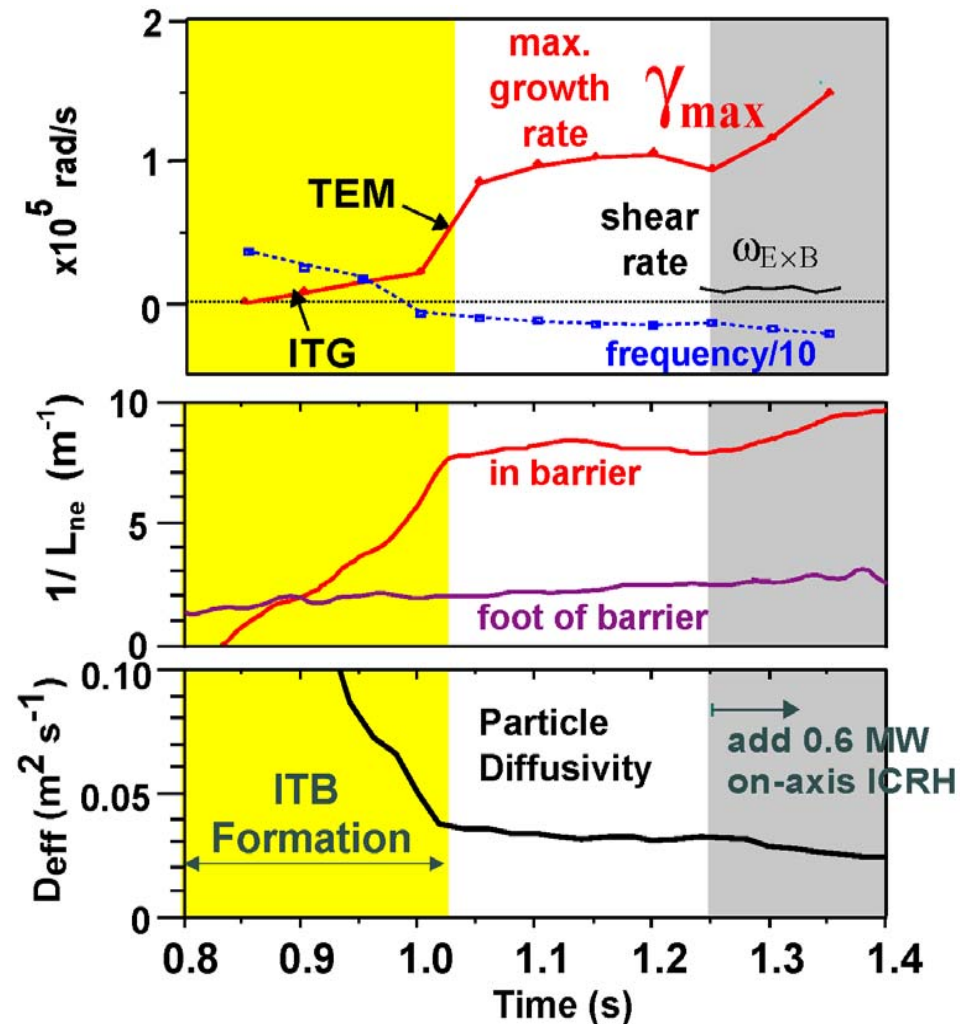 2
max.
growth
rate
γmax
x10^5 rad/s
1
TEM
shear
rate
ωE×B
0
ITG
frequency/10
10
1/ Lne (m^-1)
in barrier
5
foot of barrier
0
0.10
Deff (m^2 s^-1)
Particle
Diffusivity
add 0.6 MW
on-axis ICRH
0.05
ITB
Formation
0
0.8 0.9 1.0 1.1 1.2 1.3 1.4
Time (s)